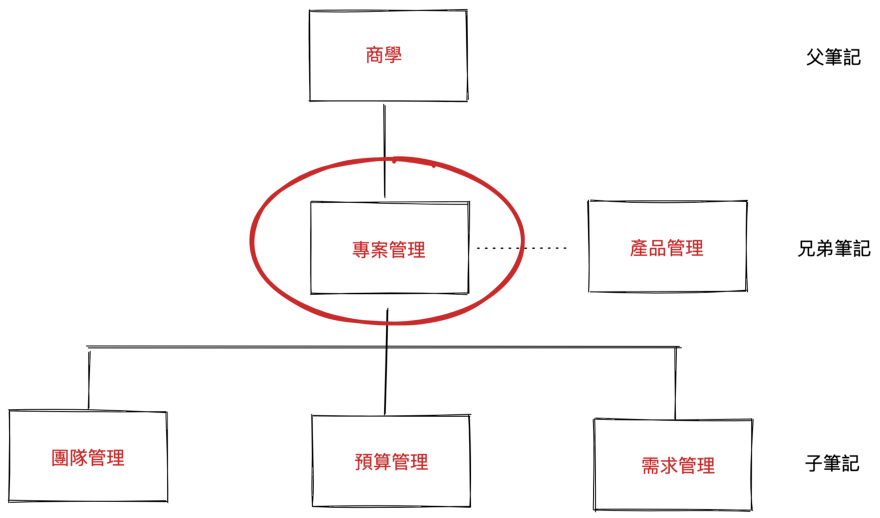 商學
父筆記
專案管理
產品管理
兄弟筆記
團隊管理
預算管理
需求管理
子筆記